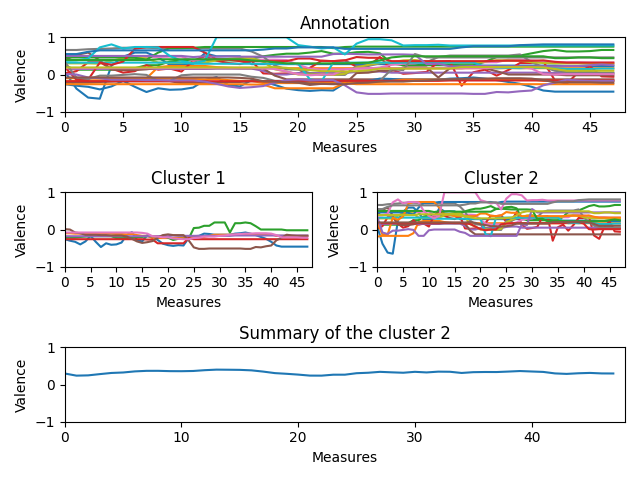 Annotation
Valence
1
0
−1
0 5 10 15 20 25 30 35 40 45
Measures
Cluster 1
Valence
1
0
−1
0 5 10 15 20 25 30 35 40 45
Measures
Cluster 2
Valence
1
0
−1
0 5 10 15 20 25 30 35 40 45
Measures
Summary of the cluster 2
Valence
1
0
−1
0 10 20 30 40
Measures